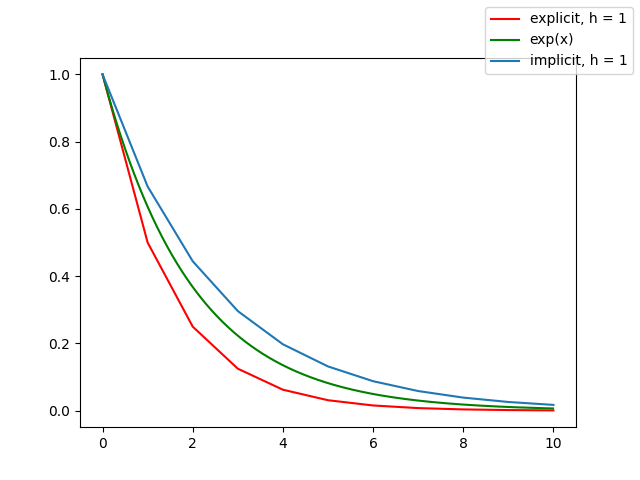 explicit, h = 1
exp(x)
implicit, h = 1
1.0
0.8
0.6
0.4
0.2
0.0
0 2 4 6 8 10